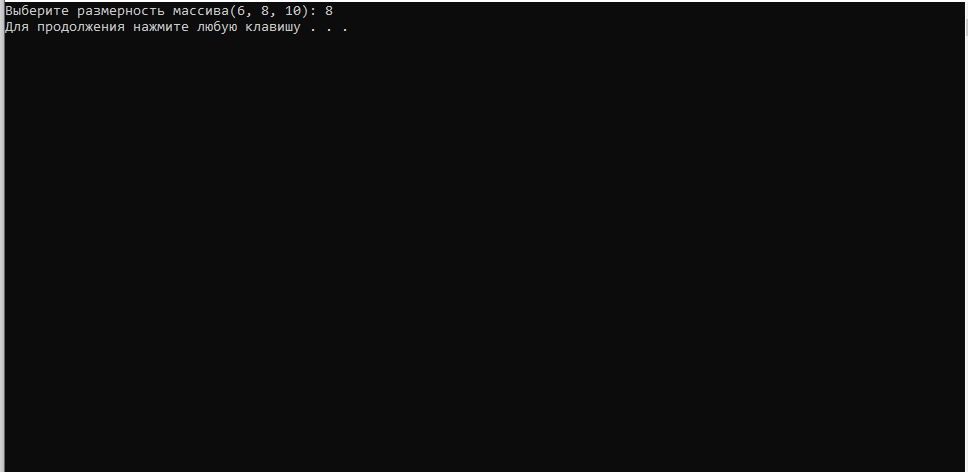 Выберите размерность массива(6, 8, 10): 8
Для продолжения нажмите любую клавишу . . .